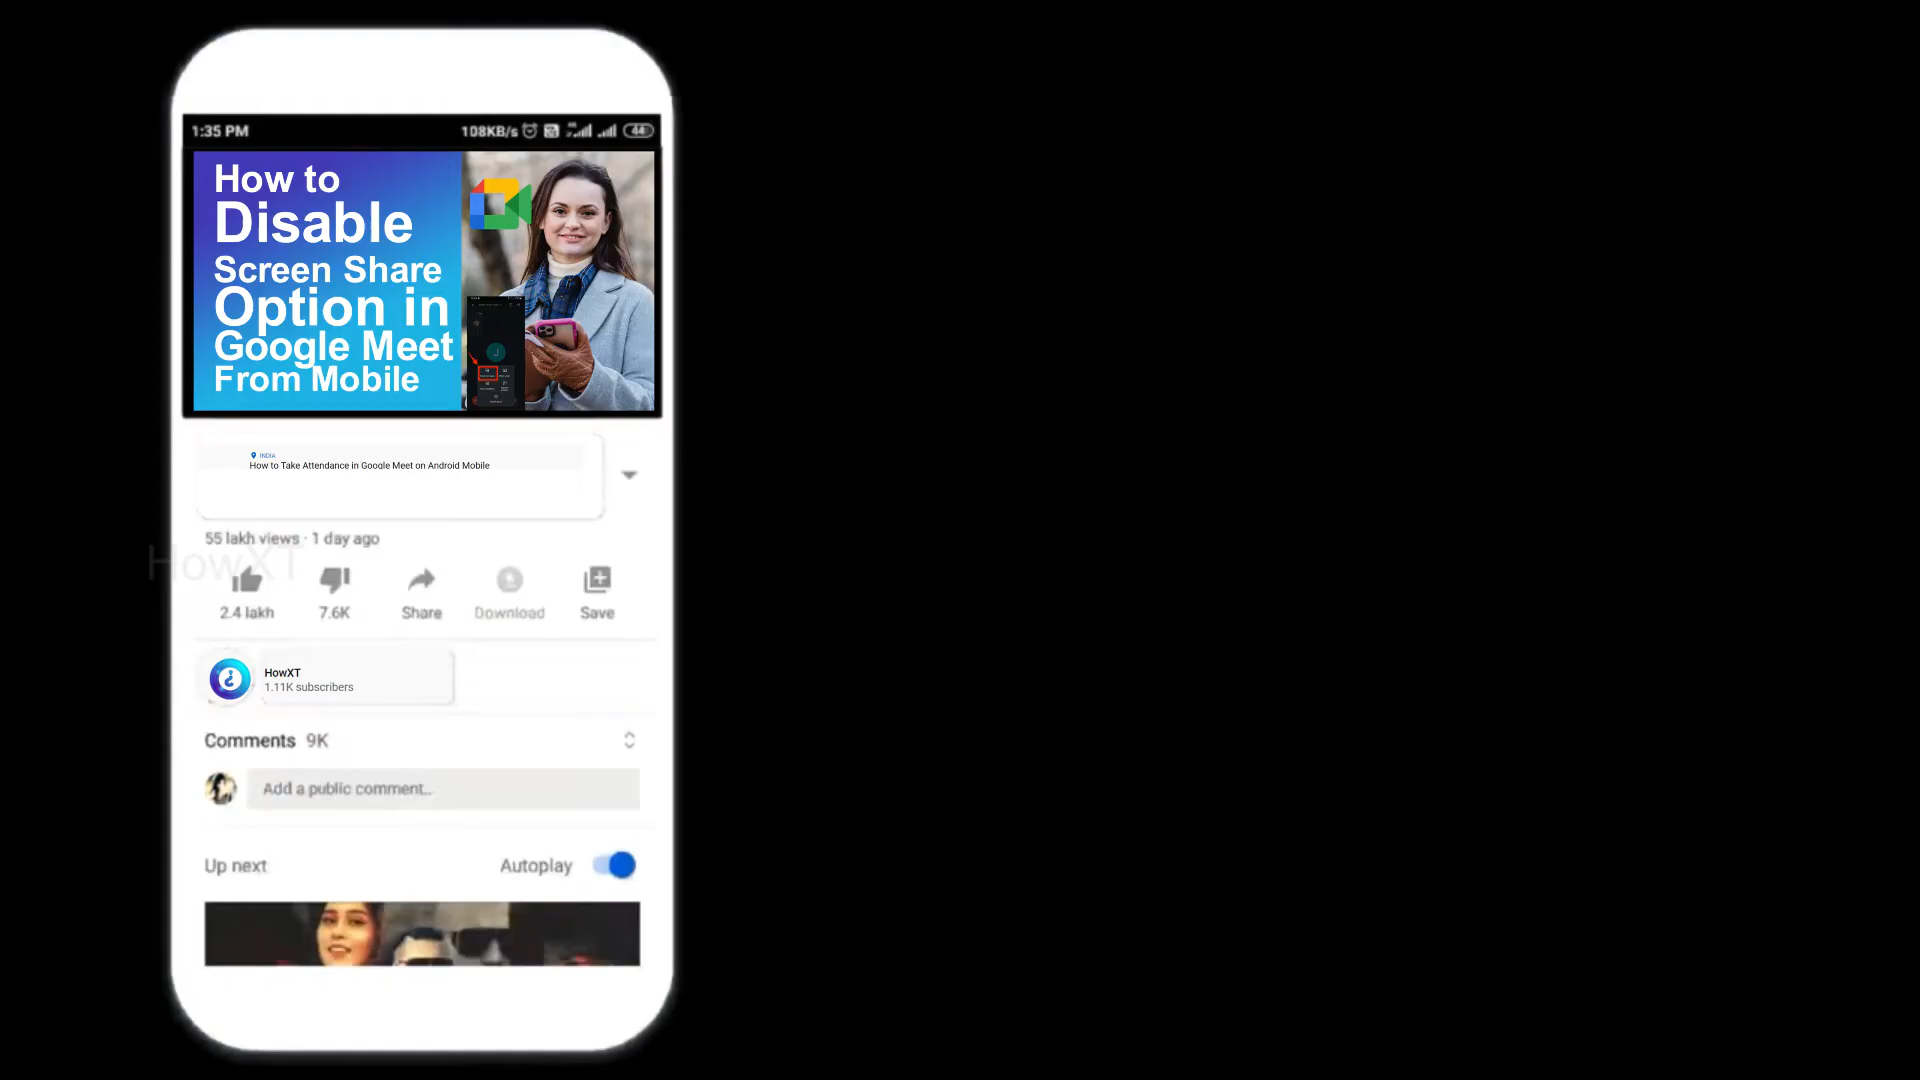 1:35 PM 108KB/s 44
How to
Disable
Screen Share
Option in
Google Meet
From Mobile
INDIA
How to Take Attendance in Google Meet on Android Mobile
55 lakh views · 1 day ago
HowXT
2.4 lakh 7.6K Share Download Save
HowXT
1.11K subscribers
Comments 9K
Add a public comment..
Up next Autoplay